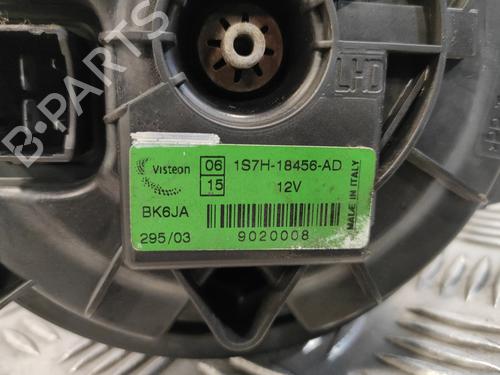 B-PARTS
LHD
Visteon
06
1S7H-18456-AD
15
12V
BK6JA
MADE IN ITALY
295/03
9020008